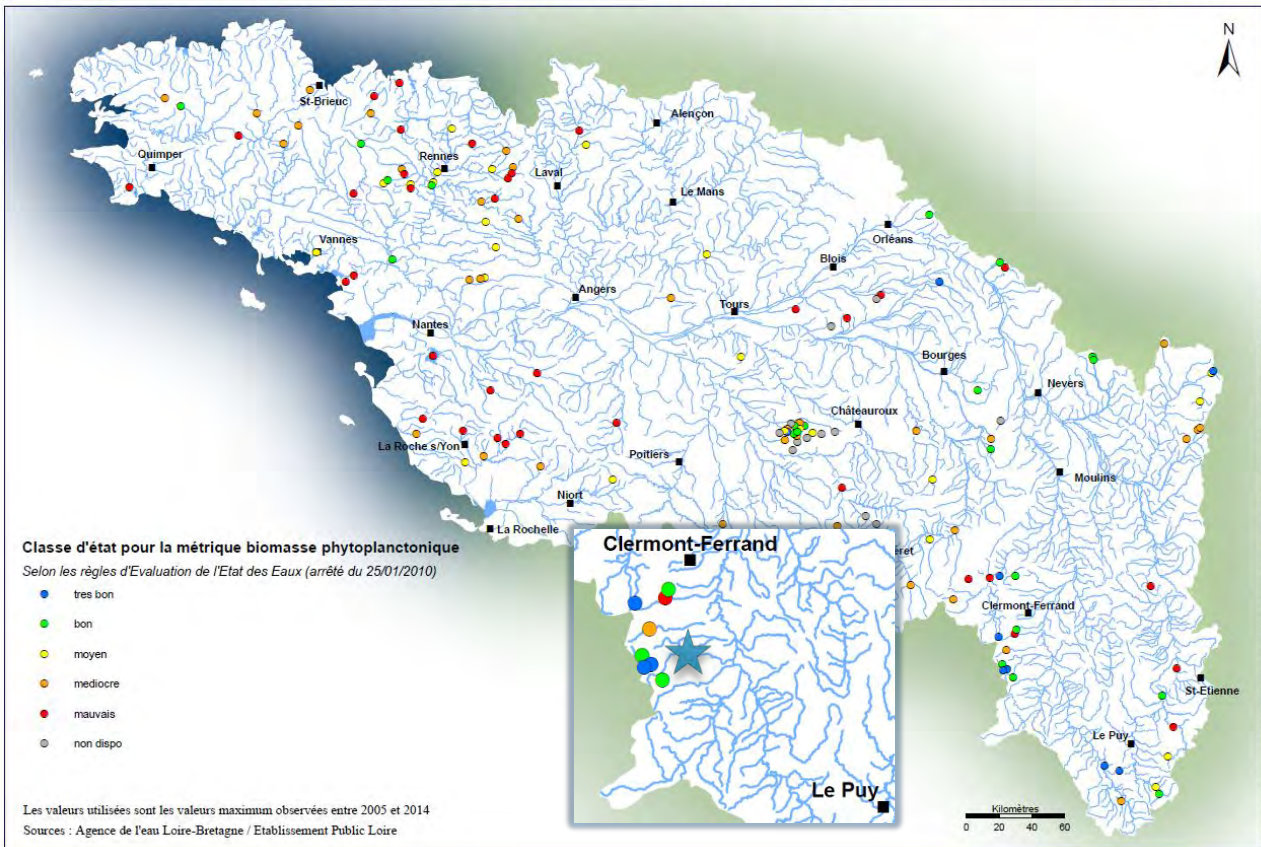 N
St-Brieuc
Alençon
Quimper
Rennes
Laval
Le Mans
Vannes
Orléans
Blois
Angers
Tours
Nantes
Bourges
Nevers
Châteauroux
La Roche s/Yon
Poitiers
Moulins
Niort
La Rochelle
Classe d'état pour la métrique biomasse phytoplanctonique
Selon les règles d'Evaluation de l'Etat des Eaux (arrêté du 25/01/2010)
tres bon
bon
moyen
mediocre
mauvais
non dispo
Clermont-Ferrand
Le Puy
éret
Clermont-Ferrand
St-Etienne
Le Puy
Kilomètres
0 20 40 60
Les valeurs utilisées sont les valeurs maximum observées entre 2005 et 2014
Sources : Agence de l'eau Loire-Bretagne / Etablissement Public Loire